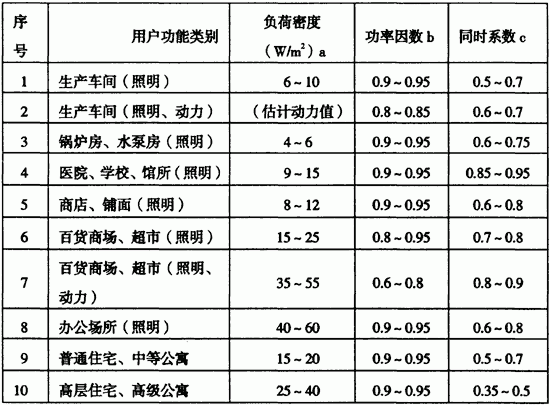 序号 用户功能类别 负荷密度(W/m²)a 功率因数 b 同时系数 c
1 生产车间(照明) 6~10 0.9~0.95 0.5~0.7
2 生产车间(照明、动力) (估计动力值) 0.8~0.85 0.6~0.7
3 锅炉房、水泵房(照明) 4~6 0.9~0.95 0.6~0.75
4 医院、学校、馆所(照明) 9~15 0.9~0.95 0.85~0.95
5 商店、铺面(照明) 8~12 0.9~0.95 0.6~0.8
6 百货商场、超市(照明) 15~25 0.8~0.95 0.7~0.8
7 百货商场、超市(照明、动力) 35~55 0.6~0.8 0.8~0.9
8 办公场所(照明) 40~60 0.9~0.95 0.6~0.8
9 普通住宅、中等公寓 15~20 0.9~0.95 0.5~0.7
10 高层住宅、高级公寓 25~40 0.9~0.95 0.35~0.5